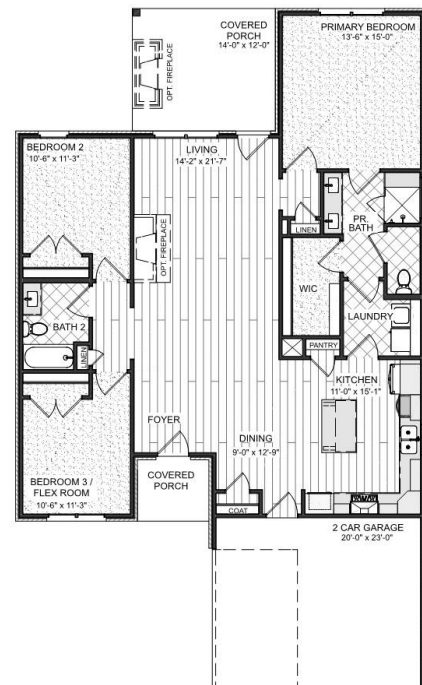 COVERED
PORCH
14'-0" x 12'-0"
OPT. FIREPLACE
PRIMARY BEDROOM
13'-6" x 15'-0"
BEDROOM 2
10'-6" x 11'-3"
LIVING
14'-2" x 21'-7"
OPT. FIREPLACE
LINEN
PR.
BATH
WIC
LAUNDRY
BATH 2
LINEN
PANTRY
KITCHEN
11'-0" x 15'-1"
FOYER
DINING
9'-0" x 12'-9"
BEDROOM 3 /
FLEX ROOM
10'-6" x 11'-3"
COVERED
PORCH
COAT
2 CAR GARAGE
20'-0" x 23'-0"